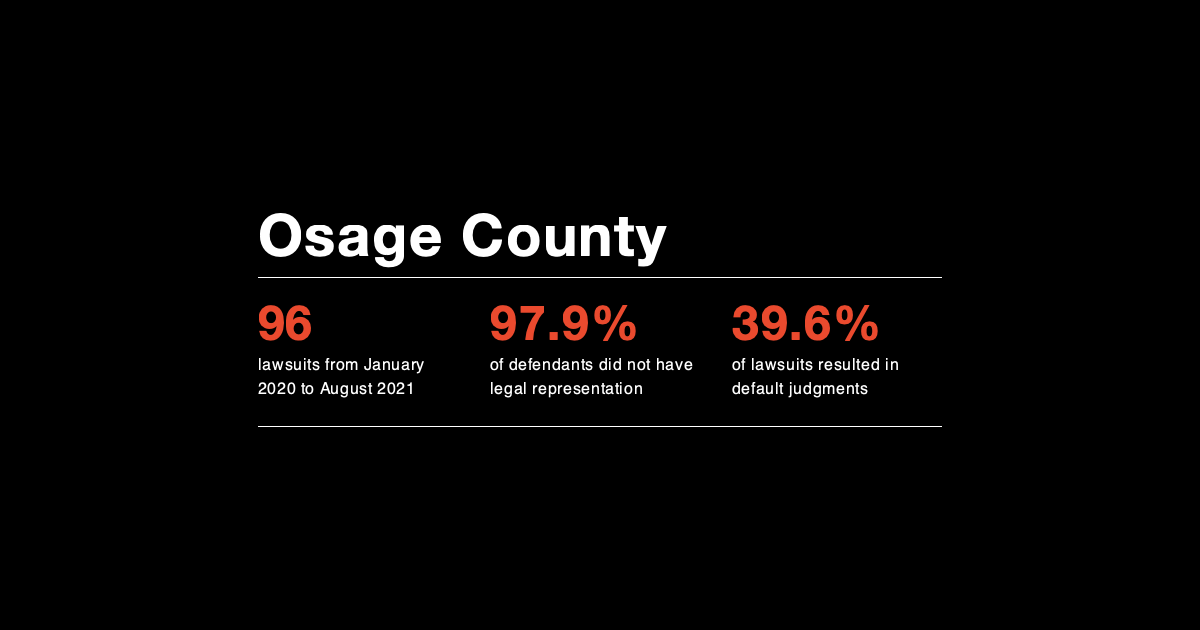 Osage County
96
lawsuits from January
2020 to August 2021
97.9%
of defendants did not have
legal representation
39.6%
of lawsuits resulted in
default judgments